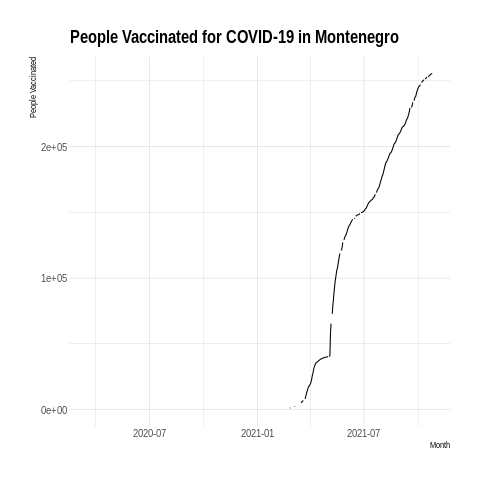 People Vaccinated for COVID-19 in Montenegro
People Vaccinated
2e+05
1e+05
0e+00
2020-07 2021-01 2021-07
Month